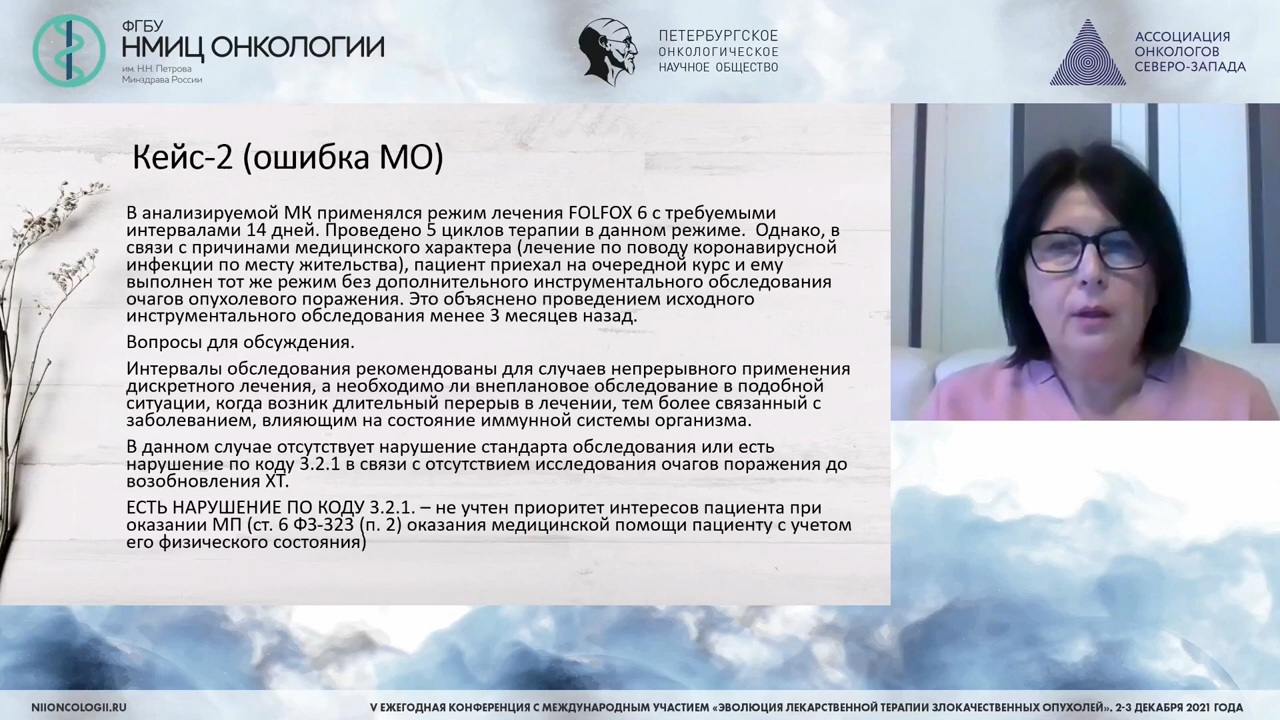 ФГБУ
НМИЦ ОНКОЛОГИИ
им. Н.Н. Петрова
Минздрава России
ПЕТЕРБУРГСКОЕ
ОНКОЛОГИЧЕСКОЕ
НАУЧНОЕ ОБЩЕСТВО
АССОЦИАЦИЯ
ОНКОЛОГОВ
СЕВЕРО-ЗАПАДА
Кейс-2 (ошибка МО)
В анализируемой МК применялся режим лечения FOLFOX 6 с требуемыми
интервалами 14 дней. Проведено 5 циклов терапии в данном режиме. Однако, в
связи с причинами медицинского характера (лечение по поводу коронавирусной
инфекции по месту жительства), пациент приехал на очередной курс и ему
выполнен тот же режим без дополнительного инструментального обследования
очагов опухолевого поражения. Это объяснено проведением исходного
инструментального обследования менее 3 месяцев назад.
Вопросы для обсуждения.
Интервалы обследования рекомендованы для случаев непрерывного применения
дискретного лечения, а необходимо ли внеплановое обследование в подобной
ситуации, когда возник длительный перерыв в лечении, тем более связанный с
заболеванием, влияющим на состояние иммунной системы организма.
В данном случае отсутствует нарушение стандарта обследования или есть
нарушение по коду 3.2.1 в связи с отсутствием исследования очагов поражения до
возобновления ХТ.
ЕСТЬ НАРУШЕНИЕ ПО КОДУ 3.2.1. – не учтен приоритет интересов пациента при
оказании МП (ст. 6 ФЗ-323 (п. 2) оказания медицинской помощи пациенту с учетом
его физического состояния)
NIIONCOLOGII.RU
V ЕЖЕГОДНАЯ КОНФЕРЕНЦИЯ С МЕЖДУНАРОДНЫМ УЧАСТИЕМ «ЭВОЛЮЦИЯ ЛЕКАРСТВЕННОЙ ТЕРАПИИ ЗЛОКАЧЕСТВЕННЫХ ОПУХОЛЕЙ». 2-3 ДЕКАБРЯ 2021 ГОДА